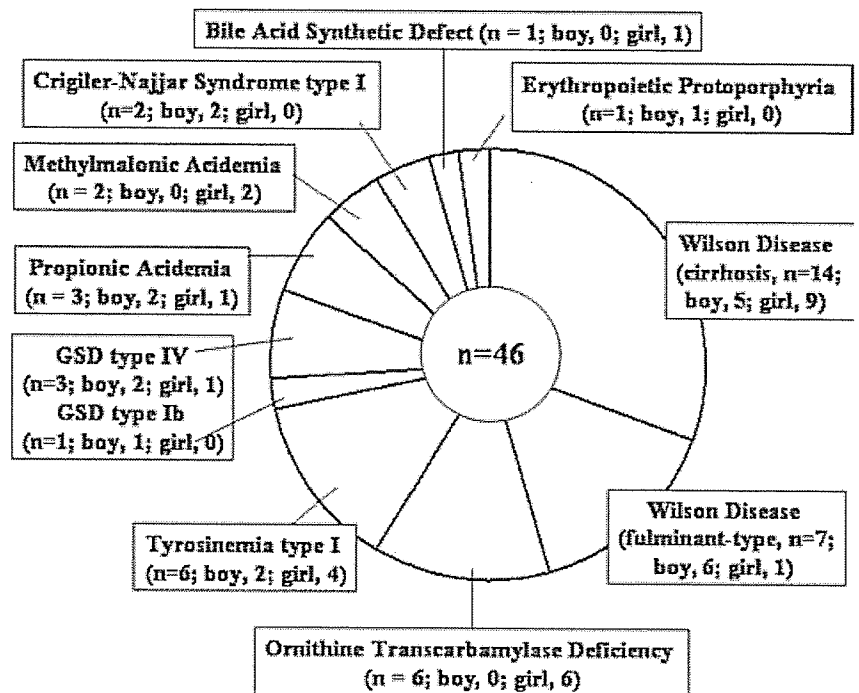 Bile Acid Synthetic Defect (n = 1; boy, 0; girl, 1)
Crigiler-Najjar Syndrome type I
(n=2; boy, 2; girl, 0)
Erythropoietic Protoporphyria
(n=1; boy, 1; girl, 0)
Methylmalonic Acidemia
(n = 2; boy, 0; girl, 2)
Propionic Acidemia
(n = 3; boy, 2; girl, 1)
Wilson Disease
(cirrhosis, n=14;
boy, 5; girl, 9)
n=46
GSD type IV
(n=3; boy, 2; girl, 1)
GSD type Ib
(n=1; boy, 1; girl, 0)
Wilson Disease
(fulminant-type, n=7;
boy, 6; girl, 1)
Tyrosinemia type I
(n=6; boy, 2; girl, 4)
Ornithine Transcarbamylase Deficiency
(n = 6; boy, 0; girl, 6)